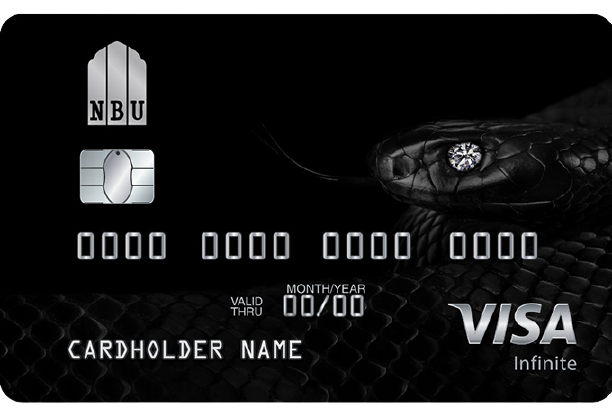 NBU
0000 0000 0000 0000
MONTH/YEAR
VALID THRU 00/00
CARDHOLDER NAME
VISA
Infinite